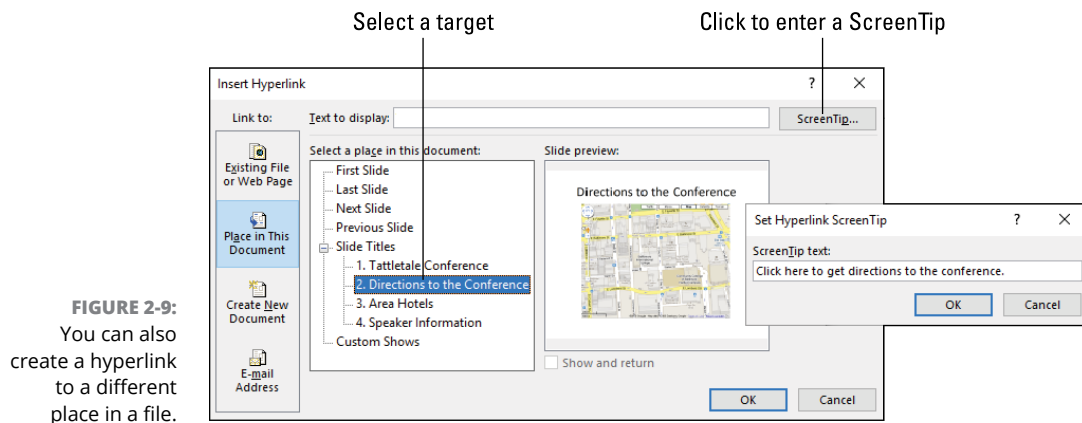 Select a target
Click to enter a ScreenTip
Insert Hyperlink
?
Link to:
Text to display:
ScreenTip...
Existing File
or Web Page
Place in This
Document
Create New
Document
E-mail
Address
Select a place in this document:
First Slide
Last Slide
Next Slide
Previous Slide
Slide Titles
1. Tattletale Conference
2. Directions to the Conference
3. Area Hotels
4. Speaker Information
Custom Shows
Slide preview:
Directions to the Conference
Show and return
OK
Cancel
Set Hyperlink ScreenTip
?
ScreenTip text:
Click here to get directions to the conference.
OK
Cancel
FIGURE 2-9:
You can also
create a hyperlink
to a different
place in a file.